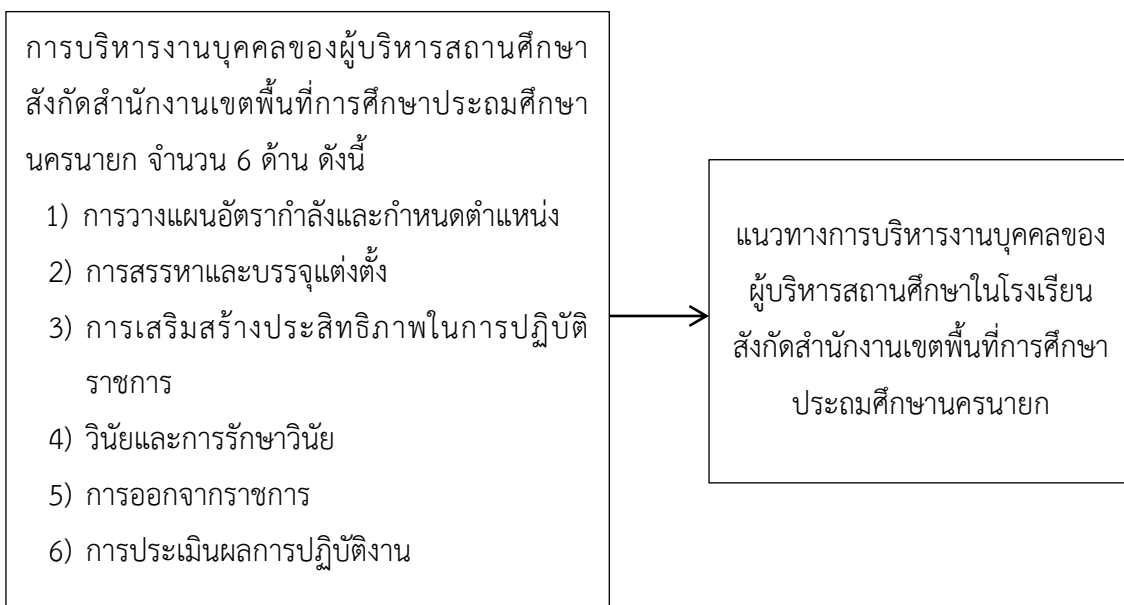 การบริหารงานบุคคลของผู้บริหารสถานศึกษา
สังกัดสำนักงานเขตพื้นที่การศึกษาประถมศึกษา
นครนายก จำนวน 6 ด้าน ดังนี้
1) การวางแผนอัตรากำลังและกำหนดตำแหน่ง
2) การสรรหาและบรรจุแต่งตั้ง
3) การเสริมสร้างประสิทธิภาพในการปฏิบัติ
ราชการ
4) วินัยและการรักษาวินัย
5) การออกจากราชการ
6) การประเมินผลการปฏิบัติงาน
แนวทางการบริหารงานบุคคลของ
ผู้บริหารสถานศึกษาในโรงเรียน
สังกัดสำนักงานเขตพื้นที่การศึกษา
ประถมศึกษานครนายก